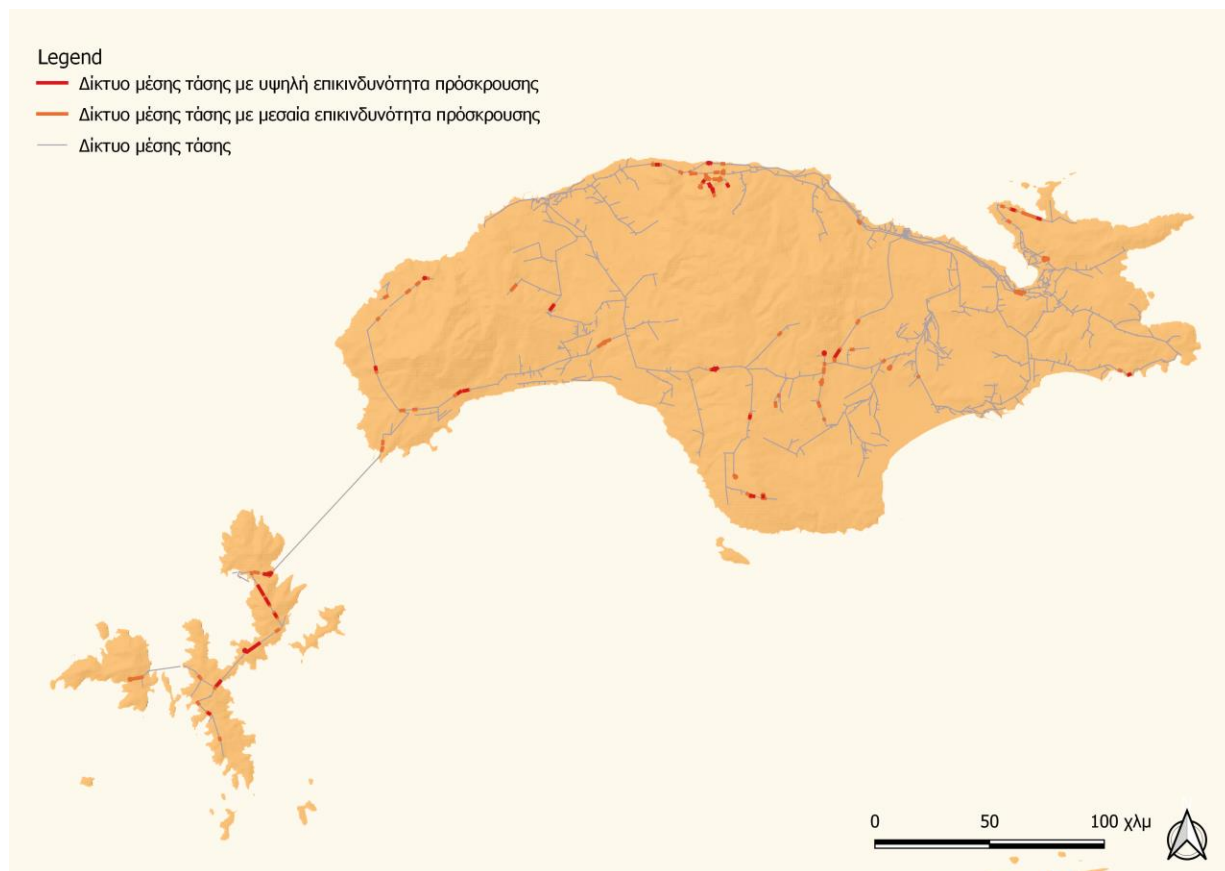 Legend
Δίκτυο μέσης τάσης με υψηλή επικινδυνότητα πρόσκρουσης
Δίκτυο μέσης τάσης με μεσαία επικινδυνότητα πρόσκρουσης
Δίκτυο μέσης τάσης
0 50 100 χλμ